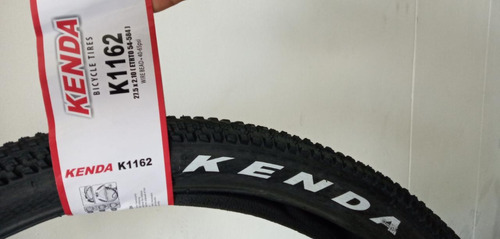 KENDA
BICYCLE TIRES
K1162
27.5 x 2.10 ( ETRTO 54-584 )
WIRE BEAD
KENDA K1162
KENDA